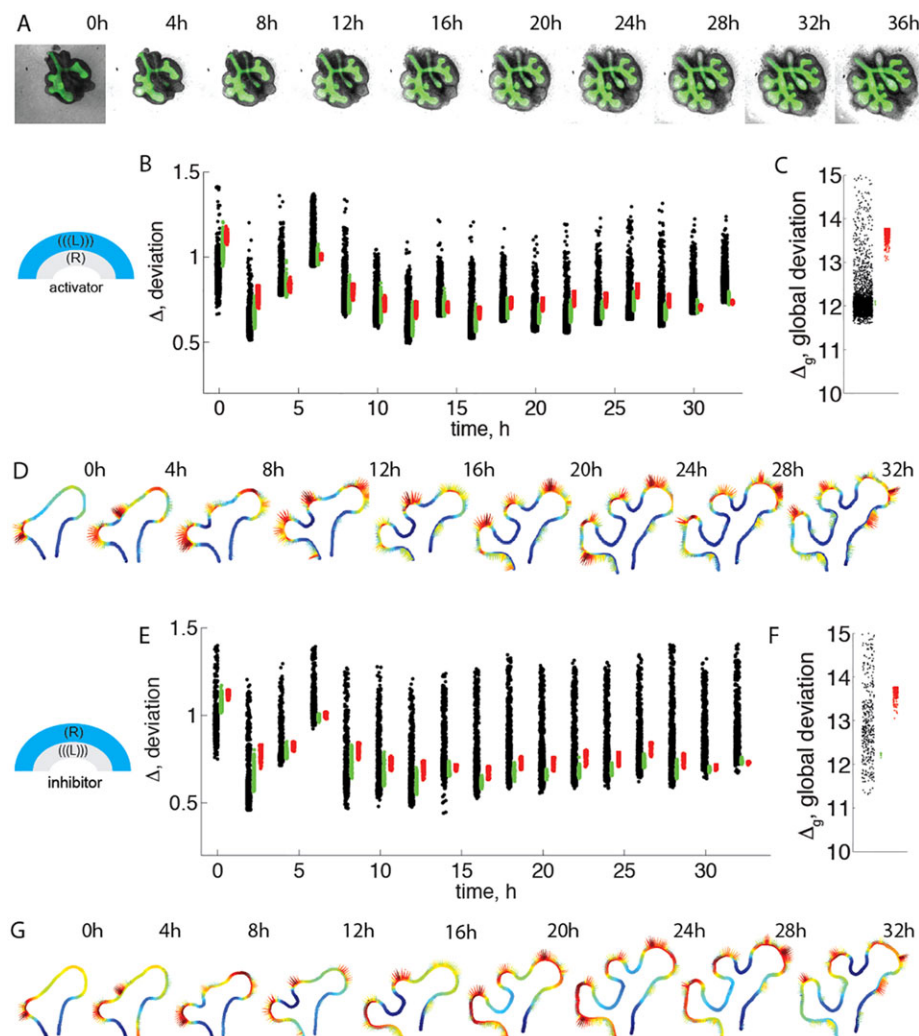 A 0h 4h 8h 12h 16h 20h 24h 28h 32h 36h
B
1.5
1
0.5
Δ, deviation
0 5 10 15 20 25 30
time, h
(((L)))
(R)
activator
C
15
14
13
12
11
10
Δg, global deviation
D 0h 4h 8h 12h 16h 20h 24h 28h 32h
E
1.5
1
0.5
Δ, deviation
0 5 10 15 20 25 30
time, h
(R)
(((L)))
inhibitor
F
15
14
13
12
11
10
Δg, global deviation
G 0h 4h 8h 12h 16h 20h 24h 28h 32h